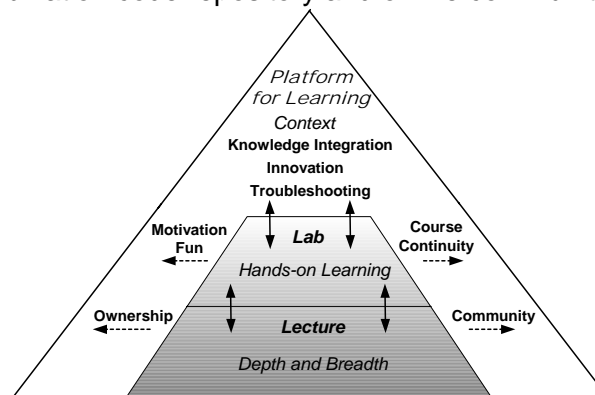 Platform
for Learning
Context
Knowledge Integration
Innovation
Troubleshooting
Motivation
Fun
Lab
Course
Continuity
Hands-on Learning
Ownership
Lecture
Community
Depth and Breadth